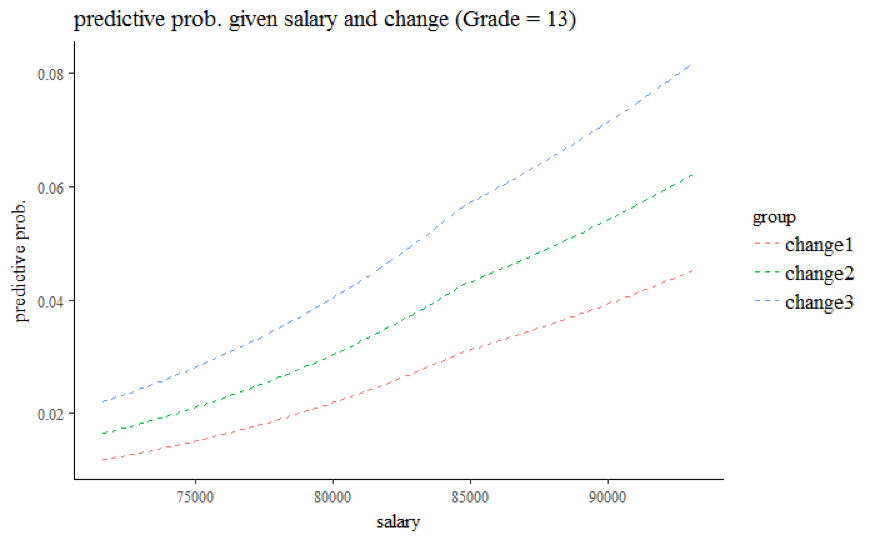 predictive prob. given salary and change (Grade = 13)
predictive prob.
0.08
0.06
0.04
0.02
75000 80000 85000 90000
salary
group
change1
change2
change3